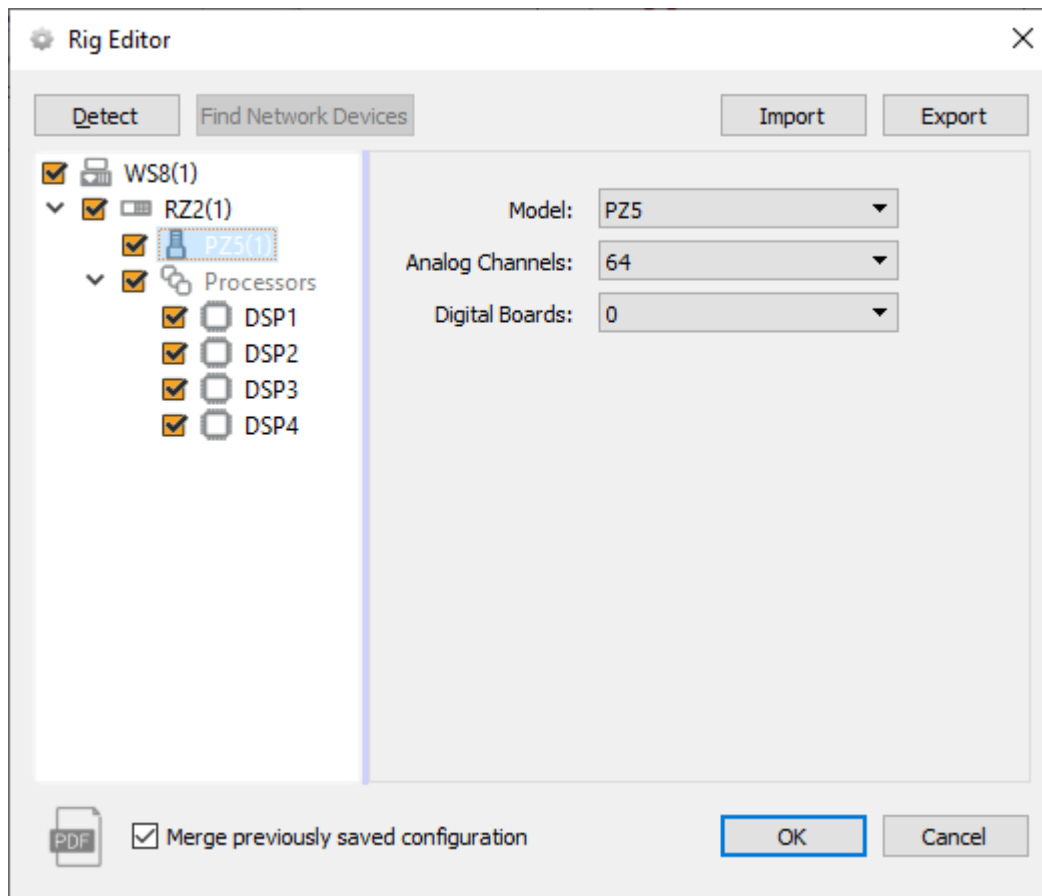 Rig Editor
Detect Find Network Devices Import Export
WS8(1)
RZ2(1)
PZ5(1)
Processors
DSP1
DSP2
DSP3
DSP4
Model: PZ5
Analog Channels: 64
Digital Boards: 0
PDF Merge previously saved configuration OK Cancel